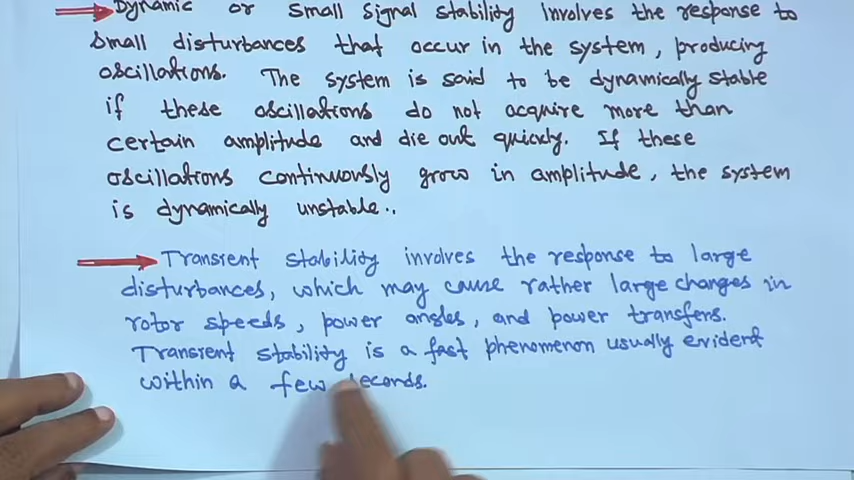 Dynamic or small signal stability involves the response to
small disturbances that occur in the system, producing
oscillations. The system is said to be dynamically stable
if these oscillations do not acquire more than
certain amplitude and die out quickly. If these
oscillations continuously grow in amplitude, the system
is dynamically unstable..
Transient stability involves the response to large
disturbances, which may cause rather large changes in
rotor speeds, power angles, and power transfers.
Transient stability is a fast phenomenon usually evident
within a few seconds.